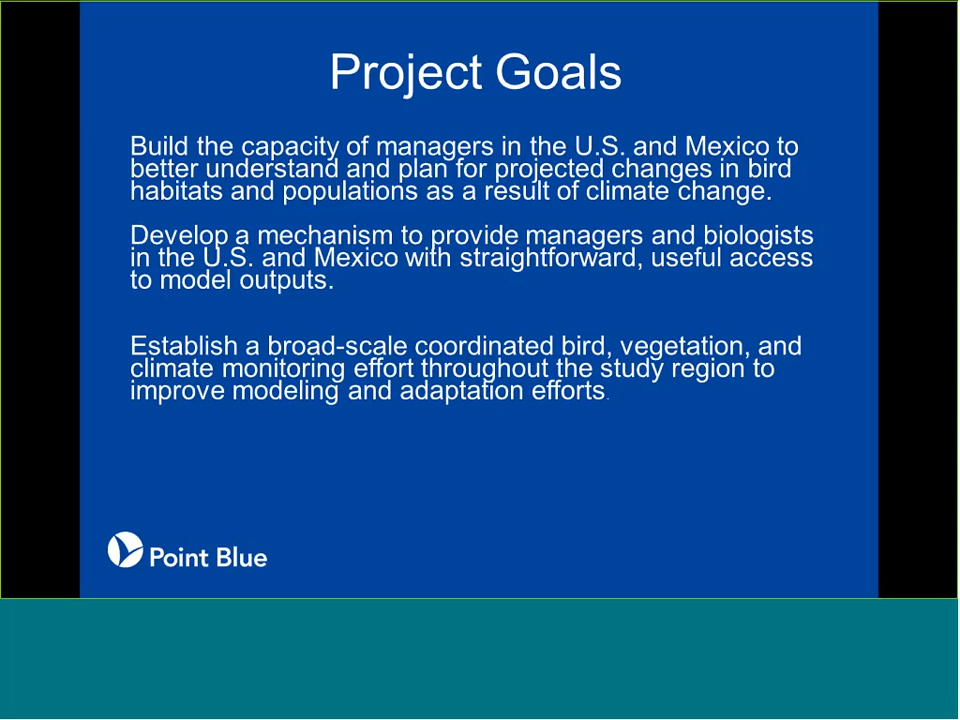 Project Goals
Build the capacity of managers in the U.S. and Mexico to
better understand and plan for projected changes in bird
habitats and populations as a result of climate change.
Develop a mechanism to provide managers and biologists
in the U.S. and Mexico with straightforward, useful access
to model outputs.
Establish a broad-scale coordinated bird, vegetation, and
climate monitoring effort throughout the study region to
improve modeling and adaptation efforts.
Point Blue